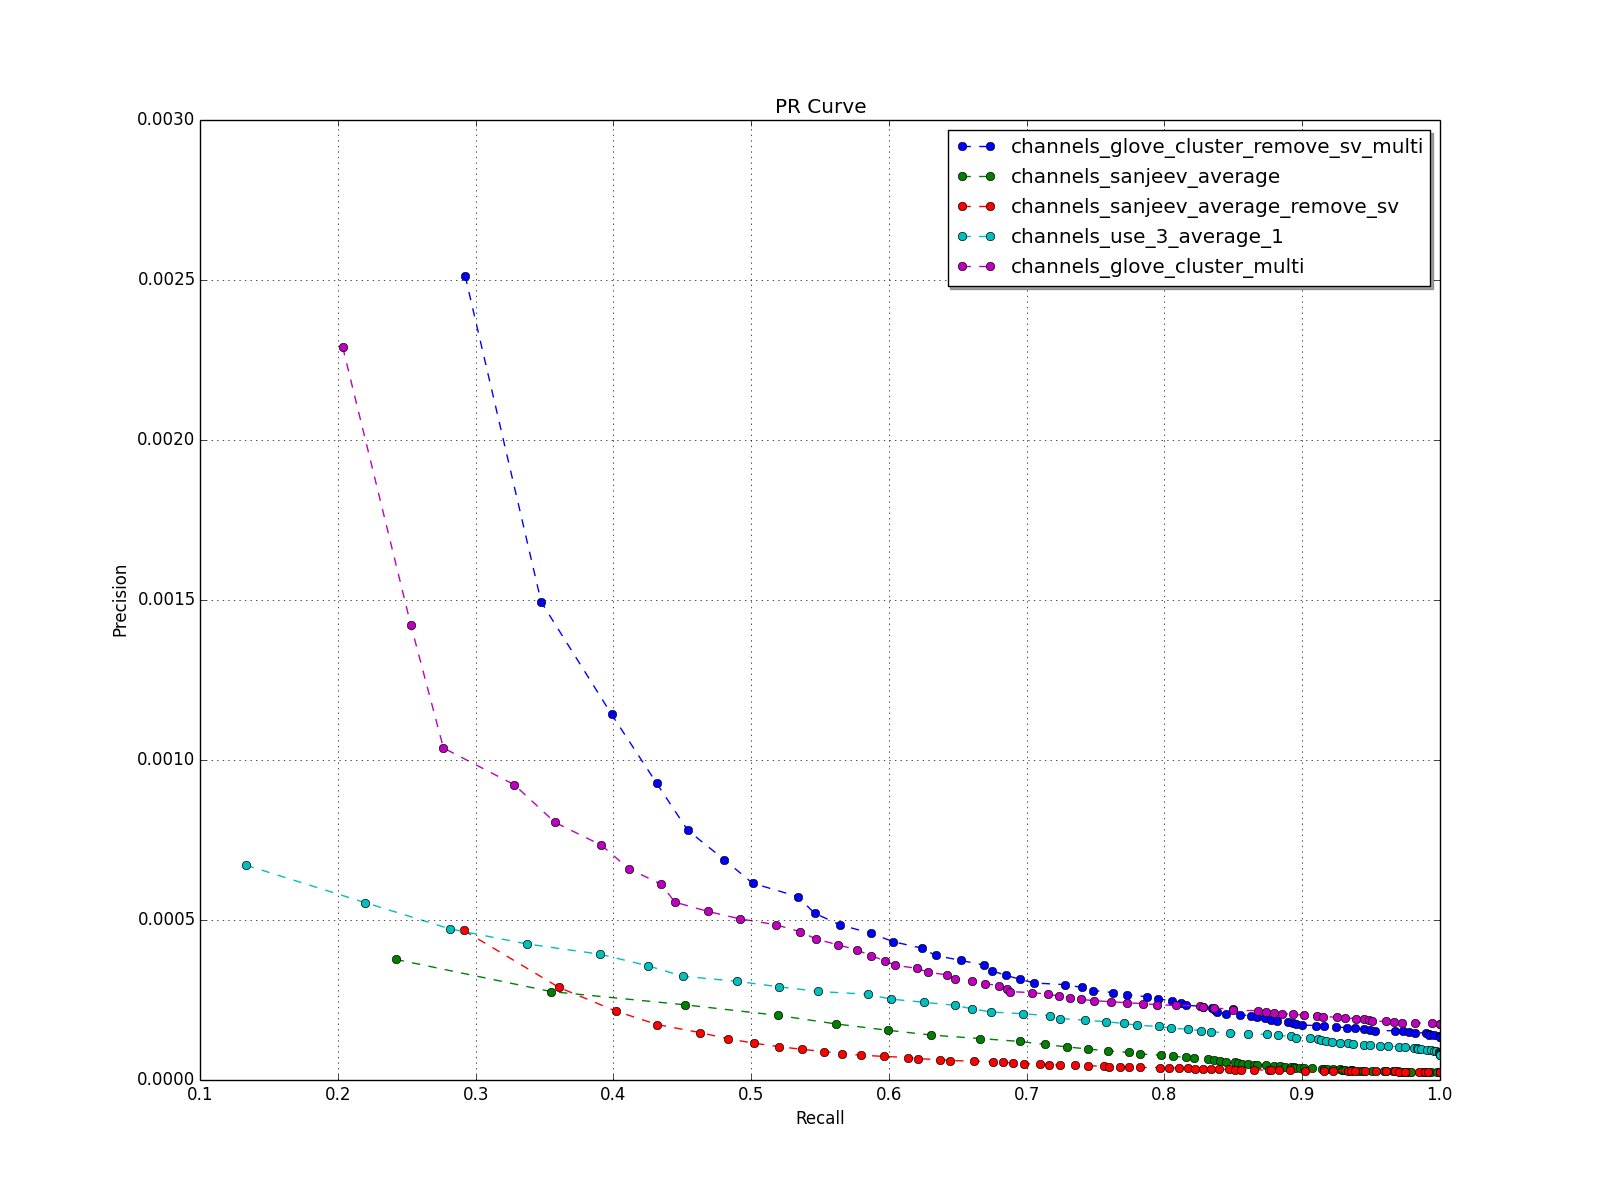 PR Curve
0.0030
0.0025
0.0020
0.0015
0.0010
0.0005
0.0000
Precision
channels_glove_cluster_remove_sv_multi
channels_sanjeev_average
channels_sanjeev_average_remove_sv
channels_use_3_average_1
channels_glove_cluster_multi
0.1 0.2 0.3 0.4 0.5 0.6 0.7 0.8 0.9 1.0
Recall